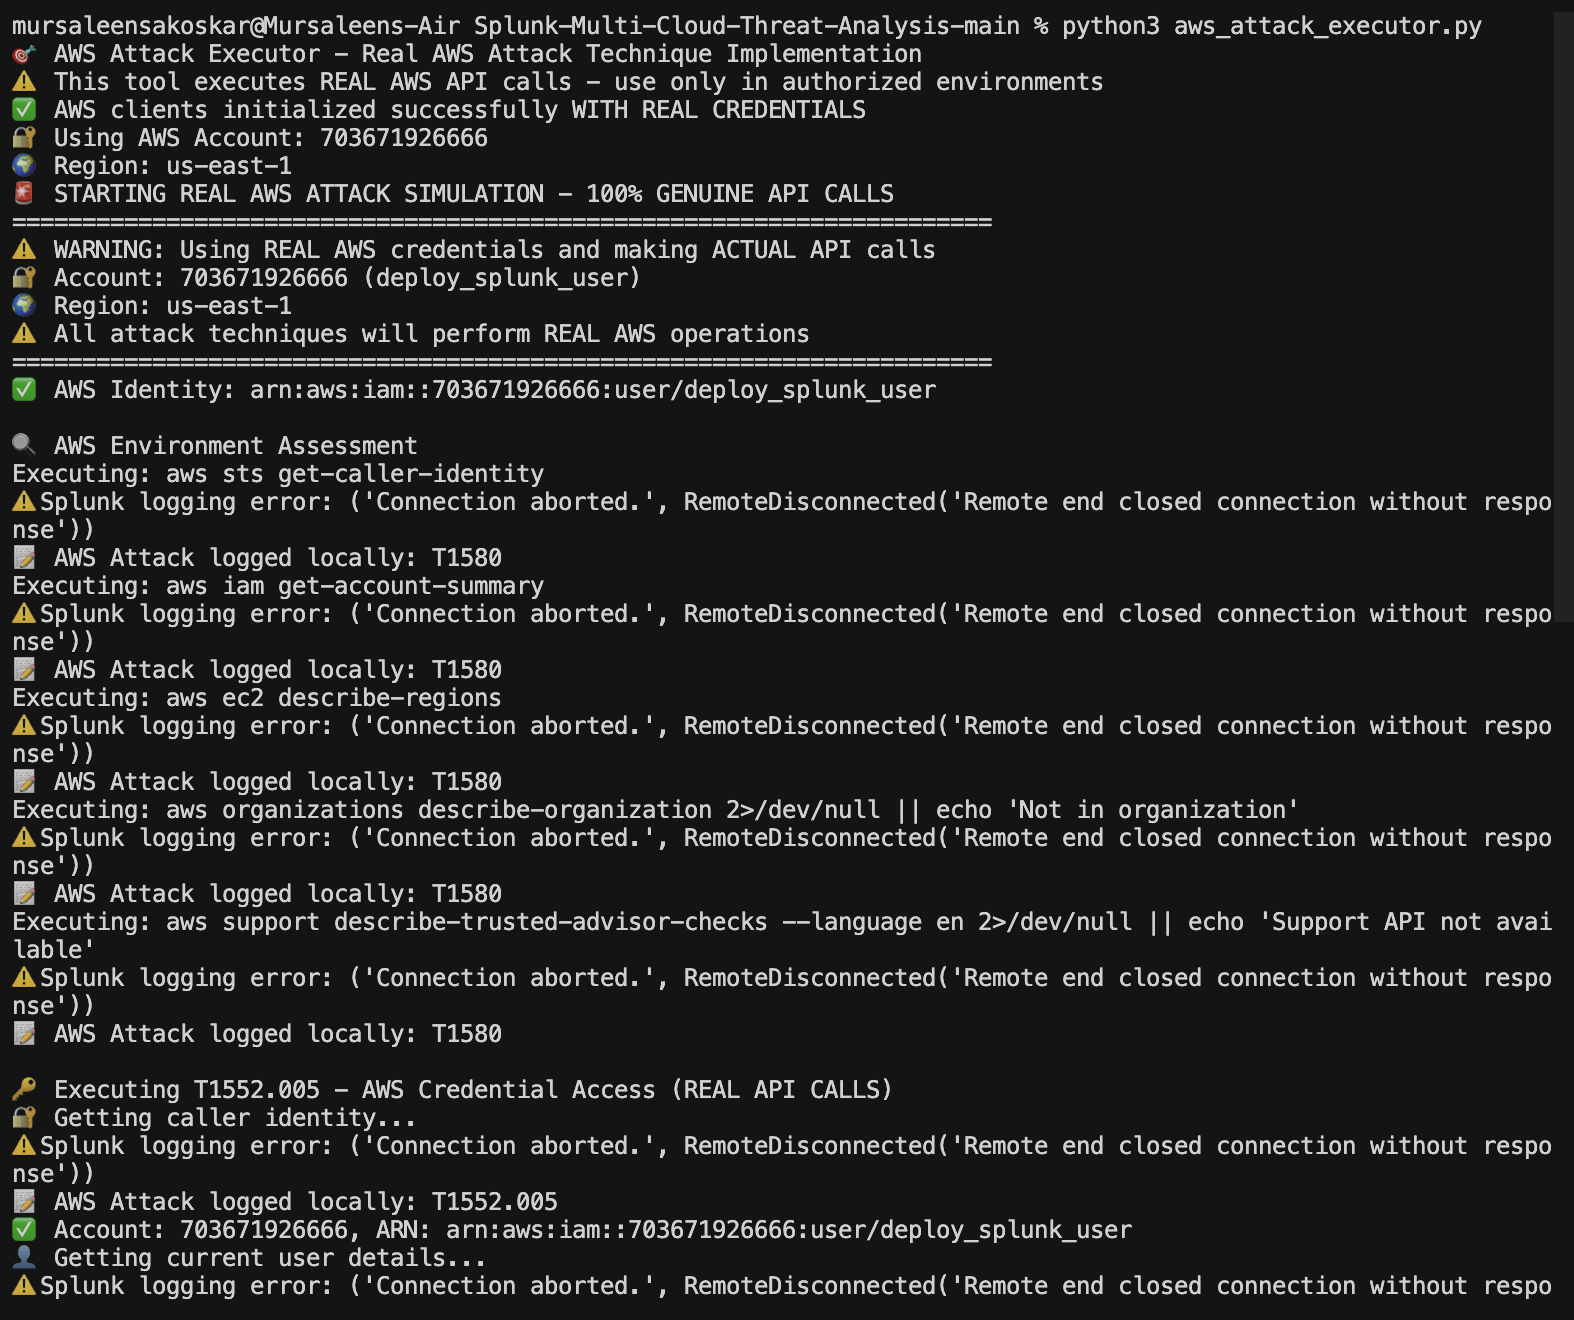 mursaleensakoskar@Mursaleens-Air Splunk-Multi-Cloud-Threat-Analysis-main % python3 aws_attack_executor.py
🎯 AWS Attack Executor - Real AWS Attack Technique Implementation
⚠️ This tool executes REAL AWS API calls - use only in authorized environments
✅ AWS clients initialized successfully WITH REAL CREDENTIALS
🔐 Using AWS Account: 703671926666
🌍 Region: us-east-1
🚨 STARTING REAL AWS ATTACK SIMULATION - 100% GENUINE API CALLS
======================================================================
⚠️ WARNING: Using REAL AWS credentials and making ACTUAL API calls
🔐 Account: 703671926666 (deploy_splunk_user)
🌍 Region: us-east-1
⚠️ All attack techniques will perform REAL AWS operations
======================================================================
✅ AWS Identity: arn:aws:iam::703671926666:user/deploy_splunk_user
🔍 AWS Environment Assessment
Executing: aws sts get-caller-identity
⚠️Splunk logging error: ('Connection aborted.', RemoteDisconnected('Remote end closed connection without respo
nse'))
📝 AWS Attack logged locally: T1580
Executing: aws iam get-account-summary
⚠️Splunk logging error: ('Connection aborted.', RemoteDisconnected('Remote end closed connection without respo
nse'))
📝 AWS Attack logged locally: T1580
Executing: aws ec2 describe-regions
⚠️Splunk logging error: ('Connection aborted.', RemoteDisconnected('Remote end closed connection without respo
nse'))
📝 AWS Attack logged locally: T1580
Executing: aws organizations describe-organization 2>/dev/null || echo 'Not in organization'
⚠️Splunk logging error: ('Connection aborted.', RemoteDisconnected('Remote end closed connection without respo
nse'))
📝 AWS Attack logged locally: T1580
Executing: aws support describe-trusted-advisor-checks --language en 2>/dev/null || echo 'Support API not avai
lable'
⚠️Splunk logging error: ('Connection aborted.', RemoteDisconnected('Remote end closed connection without respo
nse'))
📝 AWS Attack logged locally: T1580
🔑 Executing T1552.005 - AWS Credential Access (REAL API CALLS)
🔐 Getting caller identity...
⚠️Splunk logging error: ('Connection aborted.', RemoteDisconnected('Remote end closed connection without respo
nse'))
📝 AWS Attack logged locally: T1552.005
✅ Account: 703671926666, ARN: arn:aws:iam::703671926666:user/deploy_splunk_user
👤 Getting current user details...
⚠️Splunk logging error: ('Connection aborted.', RemoteDisconnected('Remote end closed connection without respo